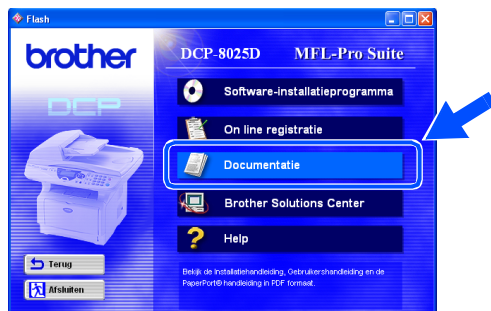 Flash
brother
DCP-8025D MFL-Pro Suite
DCP
Software-installatieprogramma
On line registratie
Documentatie
Brother Solutions Center
Help
Terug
Afsluiten
Bekijk de Installatiehandleiding, Gebruikershandleiding en de
PaperPort® handleiding in PDF formaat.